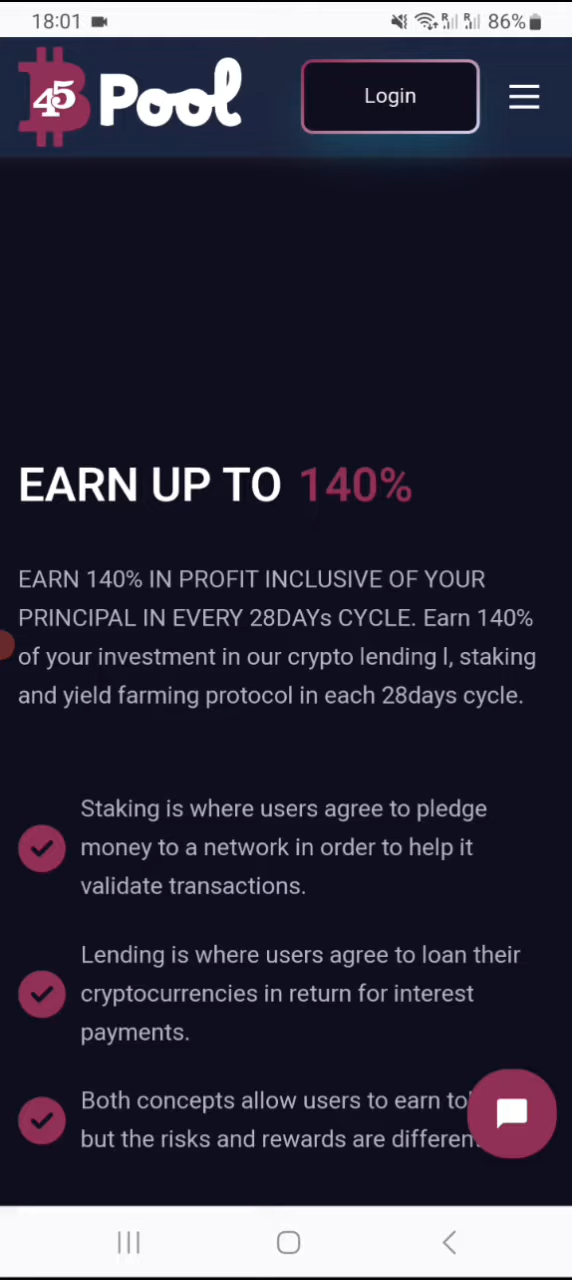 18:01 86%
45 Pool
Login
EARN UP TO 140%
EARN 140% IN PROFIT INCLUSIVE OF YOUR
PRINCIPAL IN EVERY 28DAYs CYCLE. Earn 140%
of your investment in our crypto lending l, staking
and yield farming protocol in each 28days cycle.
Staking is where users agree to pledge
money to a network in order to help it
validate transactions.
Lending is where users agree to loan their
cryptocurrencies in return for interest
payments.
Both concepts allow users to earn
but the risks and rewards are